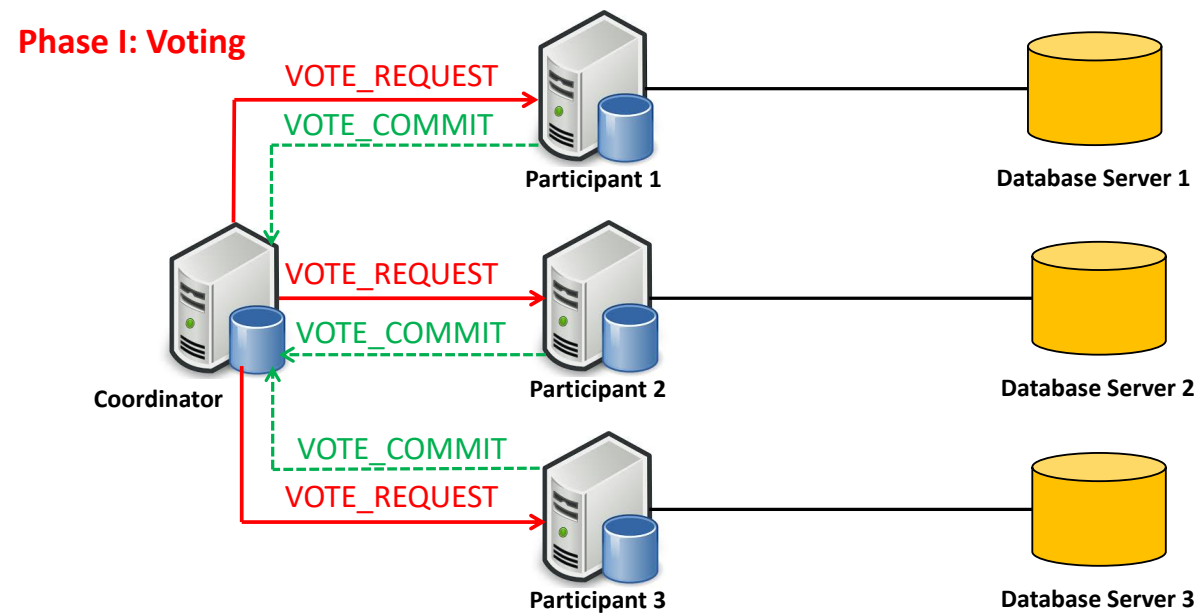 Phase I: Voting
VOTE_REQUEST
VOTE_COMMIT
Participant 1
Database Server 1
VOTE_REQUEST
VOTE_COMMIT
Coordinator
Participant 2
Database Server 2
VOTE_COMMIT
VOTE_REQUEST
Participant 3
Database Server 3